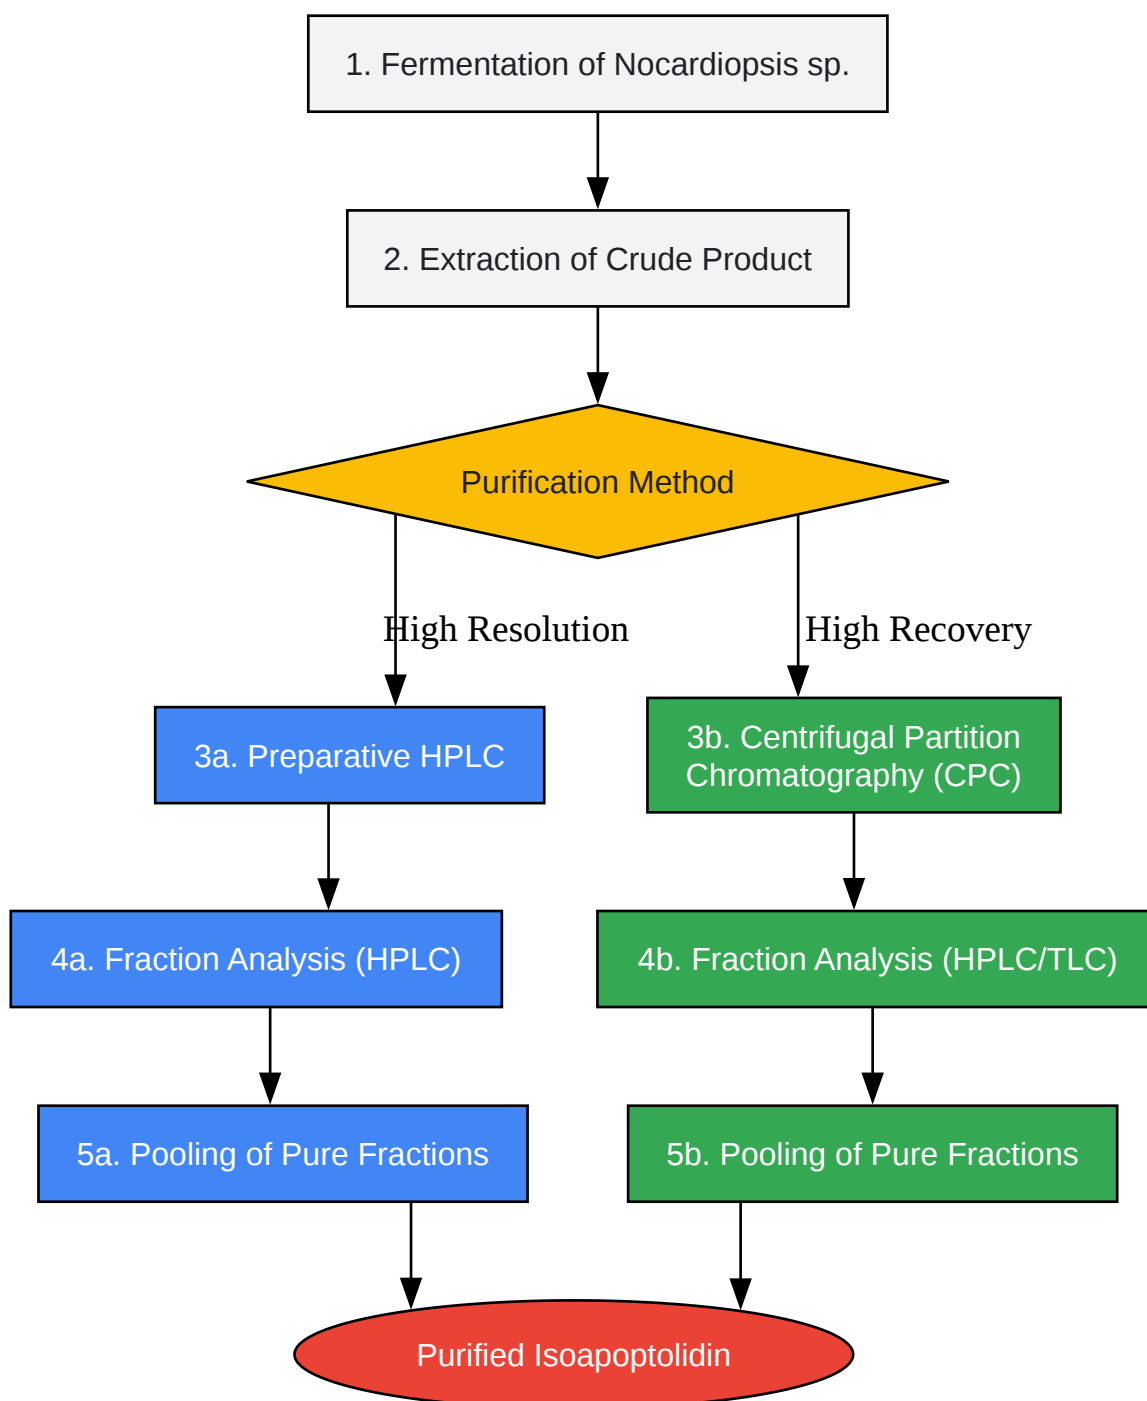 1. Fermentation of Nocardiopsis sp.
2. Extraction of Crude Product
Purification Method
High Resolution
High Recovery
3a. Preparative HPLC
3b. Centrifugal Partition
Chromatography (CPC)
4a. Fraction Analysis (HPLC)
4b. Fraction Analysis (HPLC/TLC)
5a. Pooling of Pure Fractions
5b. Pooling of Pure Fractions
Purified Isoapoptolidin